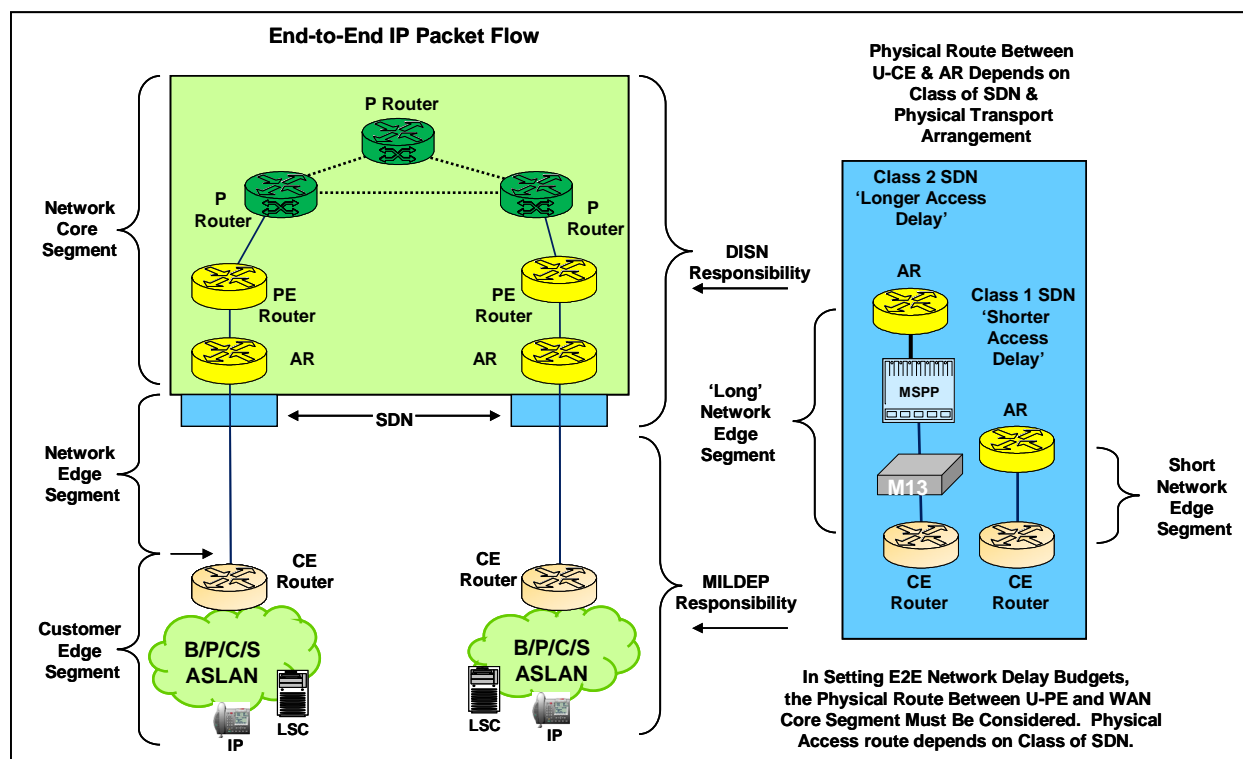 End-to-End IP Packet Flow
P Router
P
Router
P
Router
Network
Core
Segment
PE
Router
PE
Router
AR
AR
SDN
DISN
Responsibility
Network
Edge
Segment
CE
Router
CE
Router
Customer
Edge
Segment
B/P/C/S
ASLAN
B/P/C/S
ASLAN
LSC
IP
LSC
IP
MILDEP
Responsibility
Physical Route Between
U-CE & AR Depends on
Class of SDN &
Physical Transport
Arrangement
Class 2 SDN
‘Longer Access
Delay’
AR
Class 1 SDN
‘Shorter
Access
Delay’
MSPP
AR
‘Long’
Network
Edge
Segment
M13
CE
Router
CE
Router
Short
Network
Edge
Segment
In Setting E2E Network Delay Budgets,
the Physical Route Between U-PE and WAN
Core Segment Must Be Considered. Physical
Access route depends on Class of SDN.